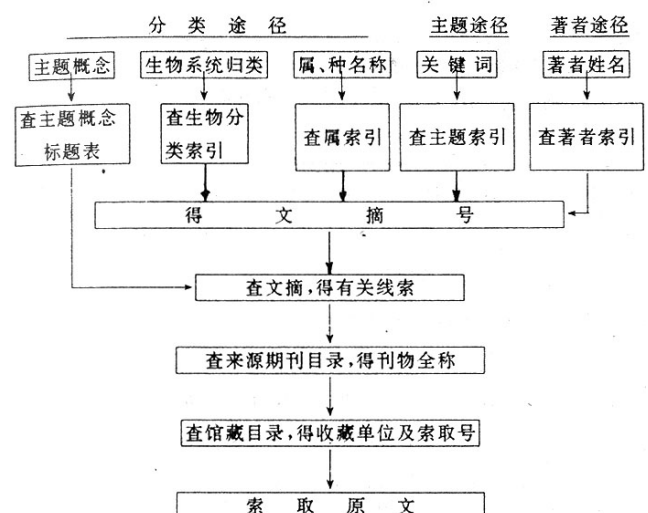 分类途径 主题途径 著者途径
主题概念 生物系统归类 属、种名称 关键词 著者姓名
查主题概念标题表 查生物分类索引 查属索引 查主题索引 查著者索引
得文摘号
查文摘,得有关线索
查来源期刊目录,得刊物全称
查馆藏目录,得收藏单位及索取号
索取原文